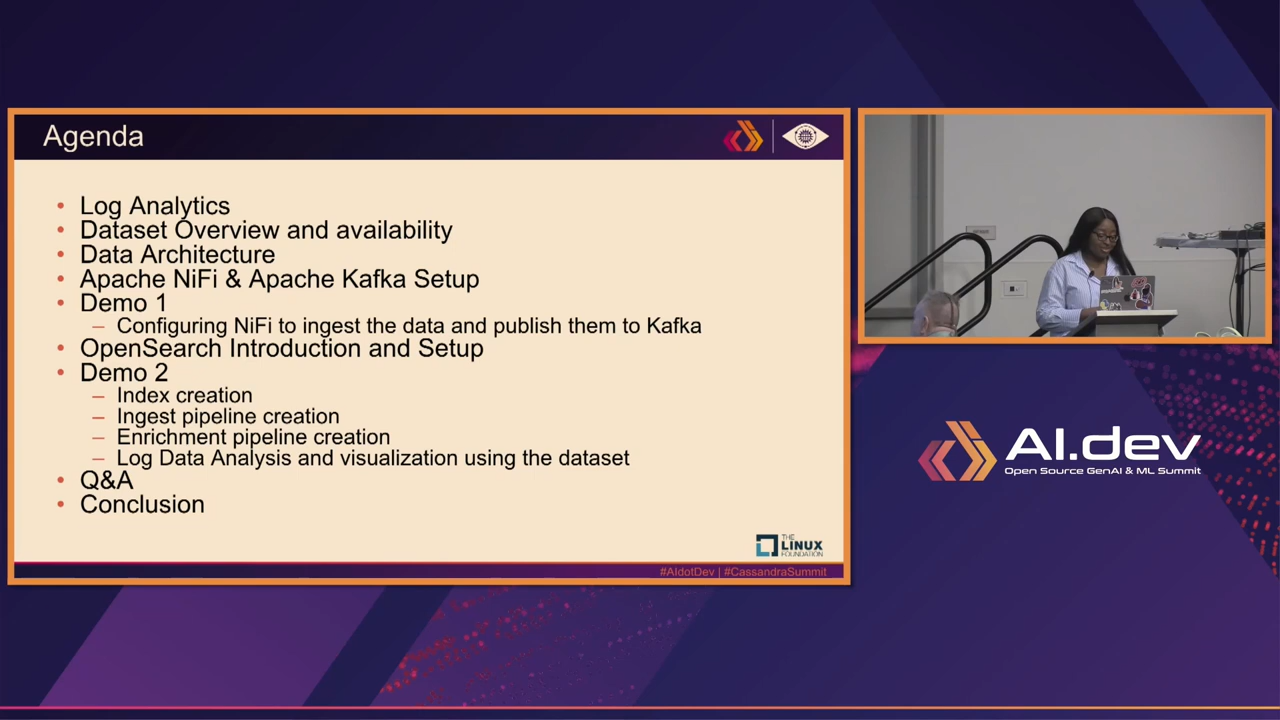 Agenda
• Log Analytics
• Dataset Overview and availability
• Data Architecture
• Apache NiFi & Apache Kafka Setup
• Demo 1
– Configuring NiFi to ingest the data and publish them to Kafka
• OpenSearch Introduction and Setup
• Demo 2
– Index creation
– Ingest pipeline creation
– Enrichment pipeline creation
– Log Data Analysis and visualization using the dataset
• Q&A
• Conclusion
THE
LINUX
FOUNDATION
#AIdotDev | #CassandraSummit
AI.dev
Open Source GenAI & ML Summit